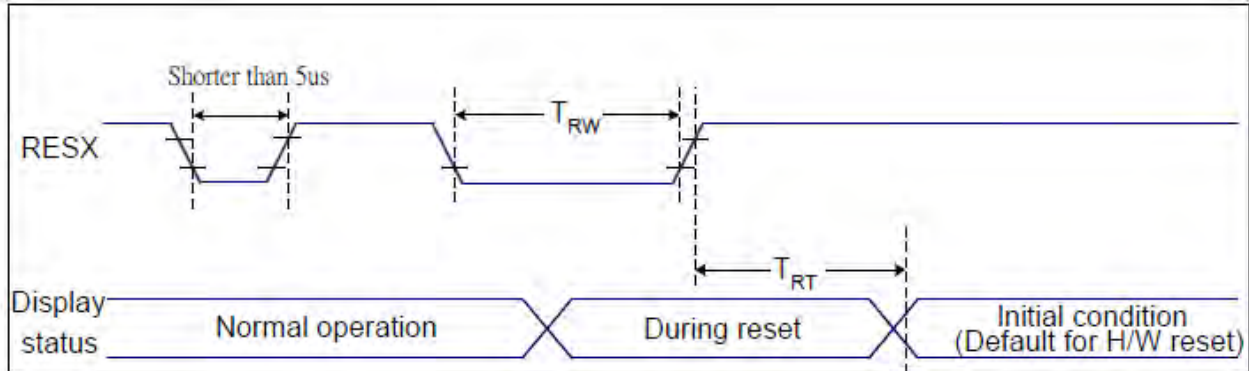 Shorter than 5us
TRW
RESX
TRT
Display
status
Normal operation
During reset
Initial condition
(Default for H/W reset)